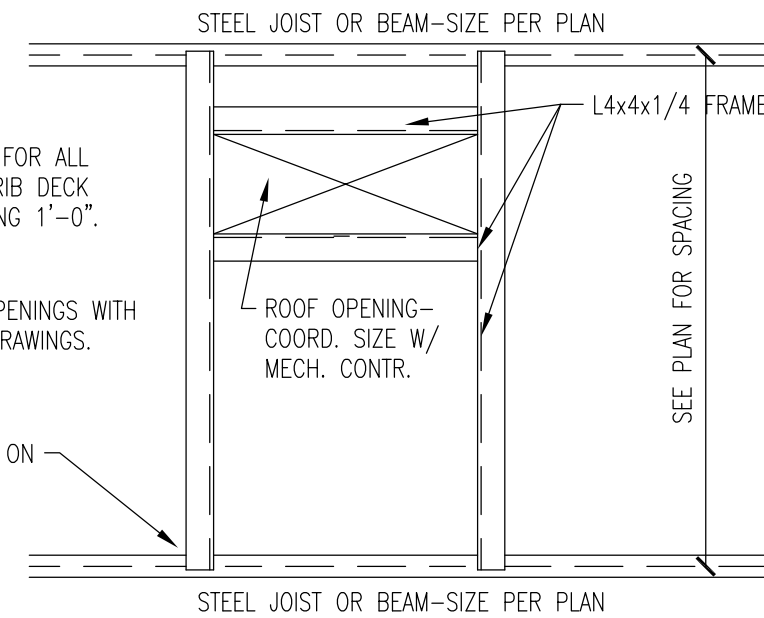 STEEL JOIST OR BEAM-SIZE PER PLAN
L4x4x1/4 FRAME
FOR ALL
RIB DECK
NG 1'-0".
PENINGS WITH
RAWINGS.
ROOF OPENING-
COORD. SIZE W/
MECH. CONTR.
SEE PLAN FOR SPACING
ON
STEEL JOIST OR BEAM-SIZE PER PLAN